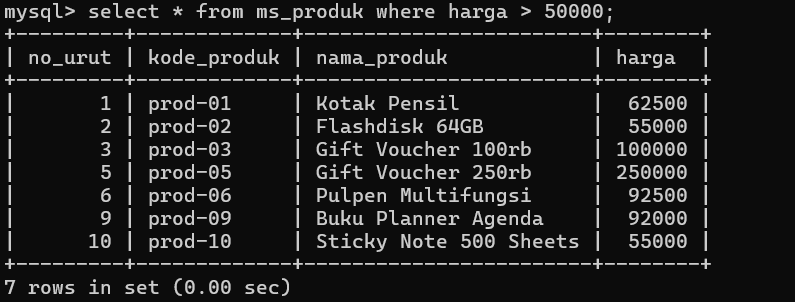 mysql> select * from ms_produk where harga > 50000;
+---------+-------------+------------------------+--------+
| no_urut | kode_produk | nama_produk            | harga  |
+---------+-------------+------------------------+--------+
|       1 | prod-01     | Kotak Pensil           |  62500 |
|       2 | prod-02     | Flashdisk 64GB         |  55000 |
|       3 | prod-03     | Gift Voucher 100rb     | 100000 |
|       5 | prod-05     | Gift Voucher 250rb     | 250000 |
|       6 | prod-06     | Pulpen Multifungsi     |  92500 |
|       9 | prod-09     | Buku Planner Agenda    |  92000 |
|      10 | prod-10     | Sticky Note 500 Sheets |  55000 |
+---------+-------------+------------------------+--------+
7 rows in set (0.00 sec)